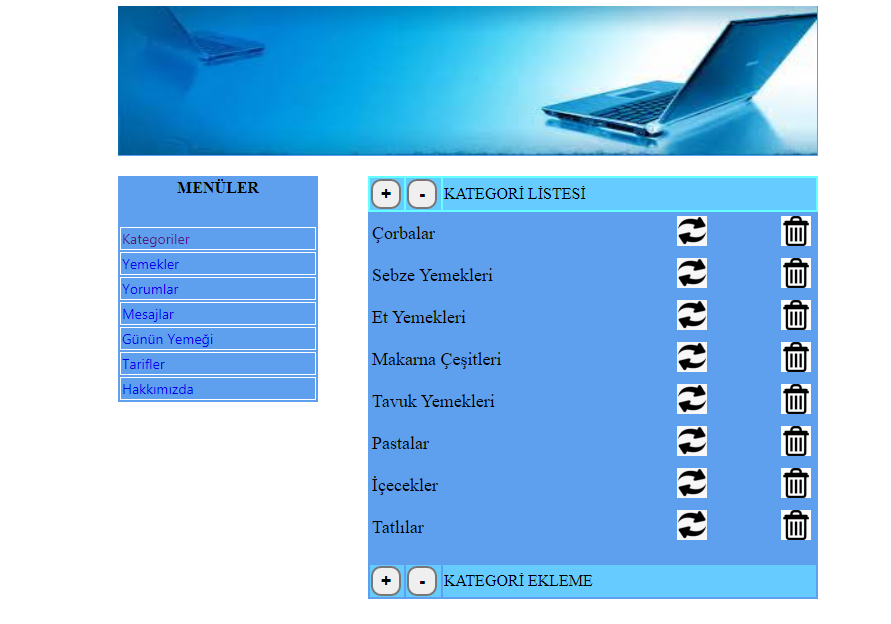 MENÜLER
Kategoriler
Yemekler
Yorumlar
Mesajlar
Günün Yemeği
Tarifler
Hakkımızda
+ - KATEGORİ LİSTESİ
Çorbalar
Sebze Yemekleri
Et Yemekleri
Makarna Çeşitleri
Tavuk Yemekleri
Pastalar
İçecekler
Tatlılar
+ - KATEGORİ EKLEME